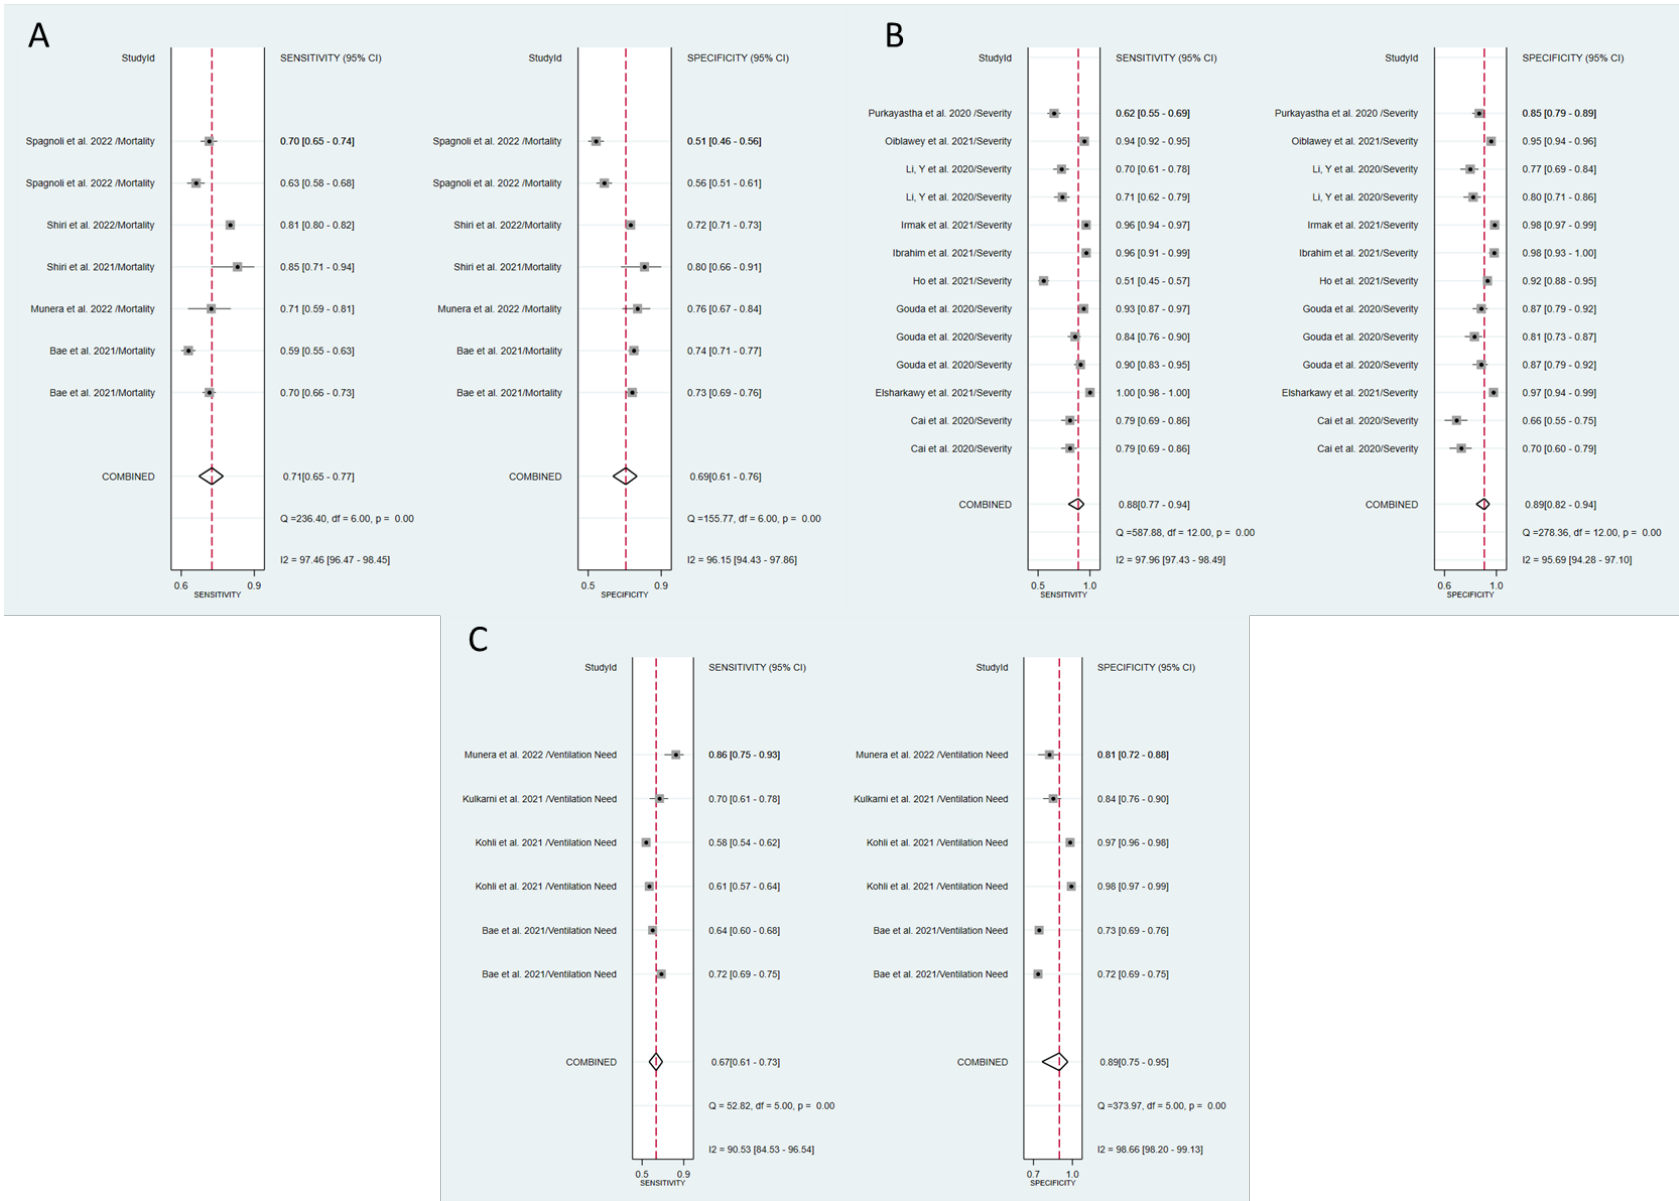 A
StudyId SENSITIVITY (95% CI) StudyId SPECIFICITY (95% CI)
Spagnoli et al. 2022 /Mortality 0.70 [0.65 - 0.74] Spagnoli et al. 2022 /Mortality 0.51 [0.46 - 0.56]
Spagnoli et al. 2022 /Mortality 0.63 [0.58 - 0.68] Spagnoli et al. 2022 /Mortality 0.56 [0.51 - 0.61]
Shiri et al. 2022/Mortality 0.81 [0.80 - 0.82] Shiri et al. 2022/Mortality 0.72 [0.71 - 0.73]
Shiri et al. 2021/Mortality 0.85 [0.71 - 0.94] Shiri et al. 2021/Mortality 0.80 [0.66 - 0.91]
Munera et al. 2022 /Mortality 0.71 [0.59 - 0.81] Munera et al. 2022 /Mortality 0.76 [0.67 - 0.84]
Bae et al. 2021/Mortality 0.59 [0.55 - 0.63] Bae et al. 2021/Mortality 0.74 [0.71 - 0.77]
Bae et al. 2021/Mortality 0.70 [0.66 - 0.73] Bae et al. 2021/Mortality 0.73 [0.69 - 0.76]
COMBINED 0.71[0.65 - 0.77] COMBINED 0.69[0.61 - 0.76]
Q =236.40, df = 6.00, p = 0.00 Q =155.77, df = 6.00, p = 0.00
I2 = 97.46 [96.47 - 98.45] I2 = 96.15 [94.43 - 97.86]
0.6 0.9 0.5 0.9
SENSITIVITY SPECIFICITY
B
StudyId SENSITIVITY (95% CI) StudyId SPECIFICITY (95% CI)
Purkayastha et al. 2020 /Severity 0.62 [0.55 - 0.69] Purkayastha et al. 2020 /Severity 0.85 [0.79 - 0.89]
Oiblawey et al. 2021/Severity 0.94 [0.92 - 0.95] Oiblawey et al. 2021/Severity 0.95 [0.94 - 0.96]
Li, Y et al. 2020/Severity 0.70 [0.61 - 0.78] Li, Y et al. 2020/Severity 0.77 [0.69 - 0.84]
Li, Y et al. 2020/Severity 0.71 [0.62 - 0.79] Li, Y et al. 2020/Severity 0.80 [0.71 - 0.86]
Irmak et al. 2021/Severity 0.96 [0.94 - 0.97] Irmak et al. 2021/Severity 0.98 [0.97 - 0.99]
Ibrahim et al. 2021/Severity 0.96 [0.91 - 0.99] Ibrahim et al. 2021/Severity 0.98 [0.93 - 1.00]
Ho et al. 2021/Severity 0.51 [0.45 - 0.57] Ho et al. 2021/Severity 0.92 [0.88 - 0.95]
Gouda et al. 2020/Severity 0.93 [0.87 - 0.97] Gouda et al. 2020/Severity 0.87 [0.79 - 0.92]
Gouda et al. 2020/Severity 0.84 [0.76 - 0.90] Gouda et al. 2020/Severity 0.81 [0.73 - 0.87]
Gouda et al. 2020/Severity 0.90 [0.83 - 0.95] Gouda et al. 2020/Severity 0.87 [0.79 - 0.92]
Elsharkawy et al. 2021/Severity 1.00 [0.98 - 1.00] Elsharkawy et al. 2021/Severity 0.97 [0.94 - 0.99]
Cai et al. 2020/Severity 0.79 [0.69 - 0.86] Cai et al. 2020/Severity 0.66 [0.55 - 0.75]
Cai et al. 2020/Severity 0.79 [0.69 - 0.86] Cai et al. 2020/Severity 0.70 [0.60 - 0.79]
COMBINED 0.88[0.77 - 0.94] COMBINED 0.89[0.82 - 0.94]
Q =587.88, df = 12.00, p = 0.00 Q =278.36, df = 12.00, p = 0.00
I2 = 97.96 [97.43 - 98.49] I2 = 95.69 [94.28 - 97.10]
0.5 1.0 0.6 1.0
SENSITIVITY SPECIFICITY
C
StudyId SENSITIVITY (95% CI) StudyId SPECIFICITY (95% CI)
Munera et al. 2022 /Ventilation Need 0.86 [0.75 - 0.93] Munera et al. 2022 /Ventilation Need 0.81 [0.72 - 0.88]
Kulkarni et al. 2021 /Ventilation Need 0.70 [0.61 - 0.78] Kulkarni et al. 2021 /Ventilation Need 0.84 [0.76 - 0.90]
Kohli et al. 2021 /Ventilation Need 0.58 [0.54 - 0.62] Kohli et al. 2021 /Ventilation Need 0.97 [0.96 - 0.98]
Kohli et al. 2021 /Ventilation Need 0.61 [0.57 - 0.64] Kohli et al. 2021 /Ventilation Need 0.98 [0.97 - 0.99]
Bae et al. 2021/Ventilation Need 0.64 [0.60 - 0.68] Bae et al. 2021/Ventilation Need 0.73 [0.69 - 0.76]
Bae et al. 2021/Ventilation Need 0.72 [0.69 - 0.75] Bae et al. 2021/Ventilation Need 0.72 [0.69 - 0.75]
COMBINED 0.67[0.61 - 0.73] COMBINED 0.89[0.75 - 0.95]
Q = 52.82, df = 5.00, p = 0.00 Q =373.97, df = 5.00, p = 0.00
I2 = 90.53 [84.53 - 96.54] I2 = 98.66 [98.20 - 99.13]
0.5 0.9 0.7 1.0
SENSITIVITY SPECIFICITY